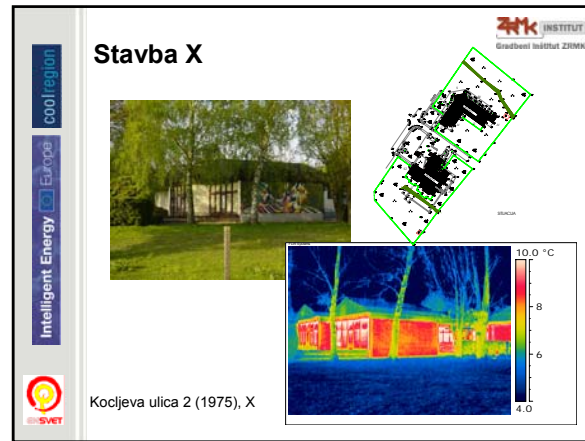 Stavba X
ZRMK INSTITUT
Gradbeni Inštitut ZRMK
coolregion
Intelligent Energy Europe
SITUACIJA
10.0 °C
8
6
4.0
Kocljeva ulica 2 (1975), X
ENSVET